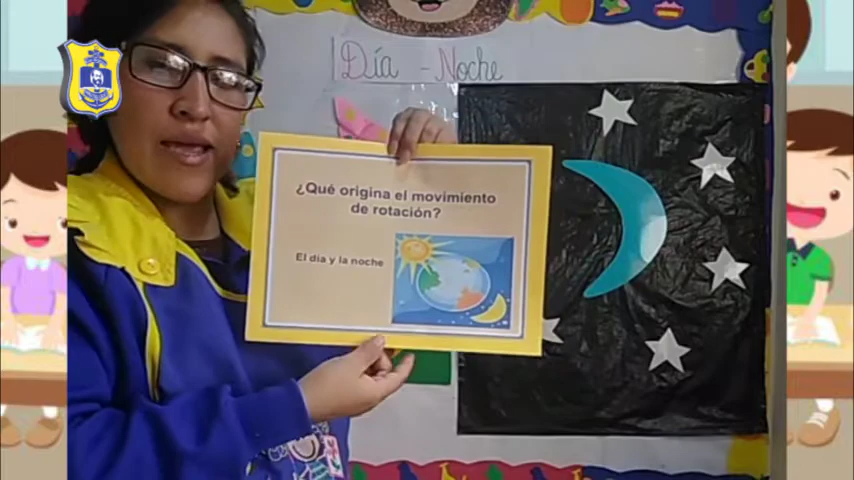 Día - Noche
¿Qué origina el movimiento
de rotación?
El día y la noche